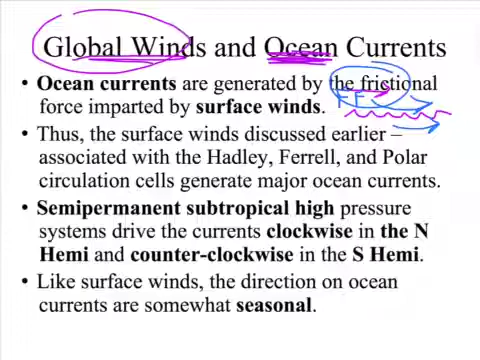 Global Winds and Ocean Currents
• Ocean currents are generated by the frictional
force imparted by surface winds.
FF
• Thus, the surface winds discussed earlier –
associated with the Hadley, Ferrell, and Polar
circulation cells generate major ocean currents.
• Semipermanent subtropical high pressure
systems drive the currents clockwise in the N
Hemi and counter-clockwise in the S Hemi.
• Like surface winds, the direction on ocean
currents are somewhat seasonal.